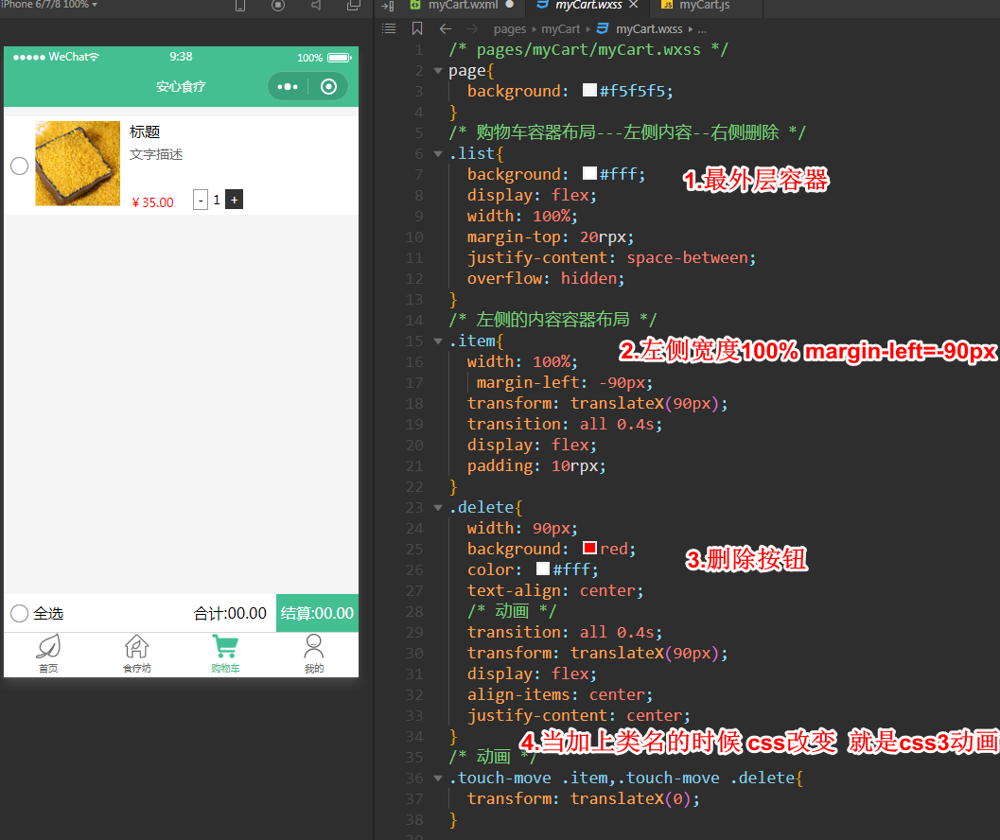 iPhone 6/7/8 100%
myCart.wxml
myCart.wxss
myCart.js
pages
myCart
myCart.wxss
...
WeChat
9:38
100%
安心食疗
标题
文字描述
¥ 35.00
- 1 +
全选
合计:00.00
结算:00.00
首页
食疗坊
购物车
我的
1 /* pages/myCart/myCart.wxss */
2 page{
3 background: #f5f5f5;
4 }
5 /* 购物车容器布局---左侧内容--右侧删除 */
6 .list{
7 background: #fff;
1.最外层容器
8 display: flex;
9 width: 100%;
10 margin-top: 20rpx;
11 justify-content: space-between;
12 overflow: hidden;
13 }
14 /* 左侧的内容容器布局 */
15 .item{
2.左侧宽度100% margin-left=-90px
16 width: 100%;
17 margin-left: -90px;
18 transform: translateX(90px);
19 transition: all 0.4s;
20 display: flex;
21 padding: 10rpx;
22 }
23 .delete{
24 width: 90px;
25 background: red;
3.删除按钮
26 color: #fff;
27 text-align: center;
28 /* 动画 */
29 transition: all 0.4s;
30 transform: translateX(90px);
31 display: flex;
32 align-items: center;
33 justify-content: center;
34 }
4.当加上类名的时候 css改变 就是css3动画
35 /* 动画 */
36 .touch-move .item,.touch-move .delete{
37 transform: translateX(0);
38 }